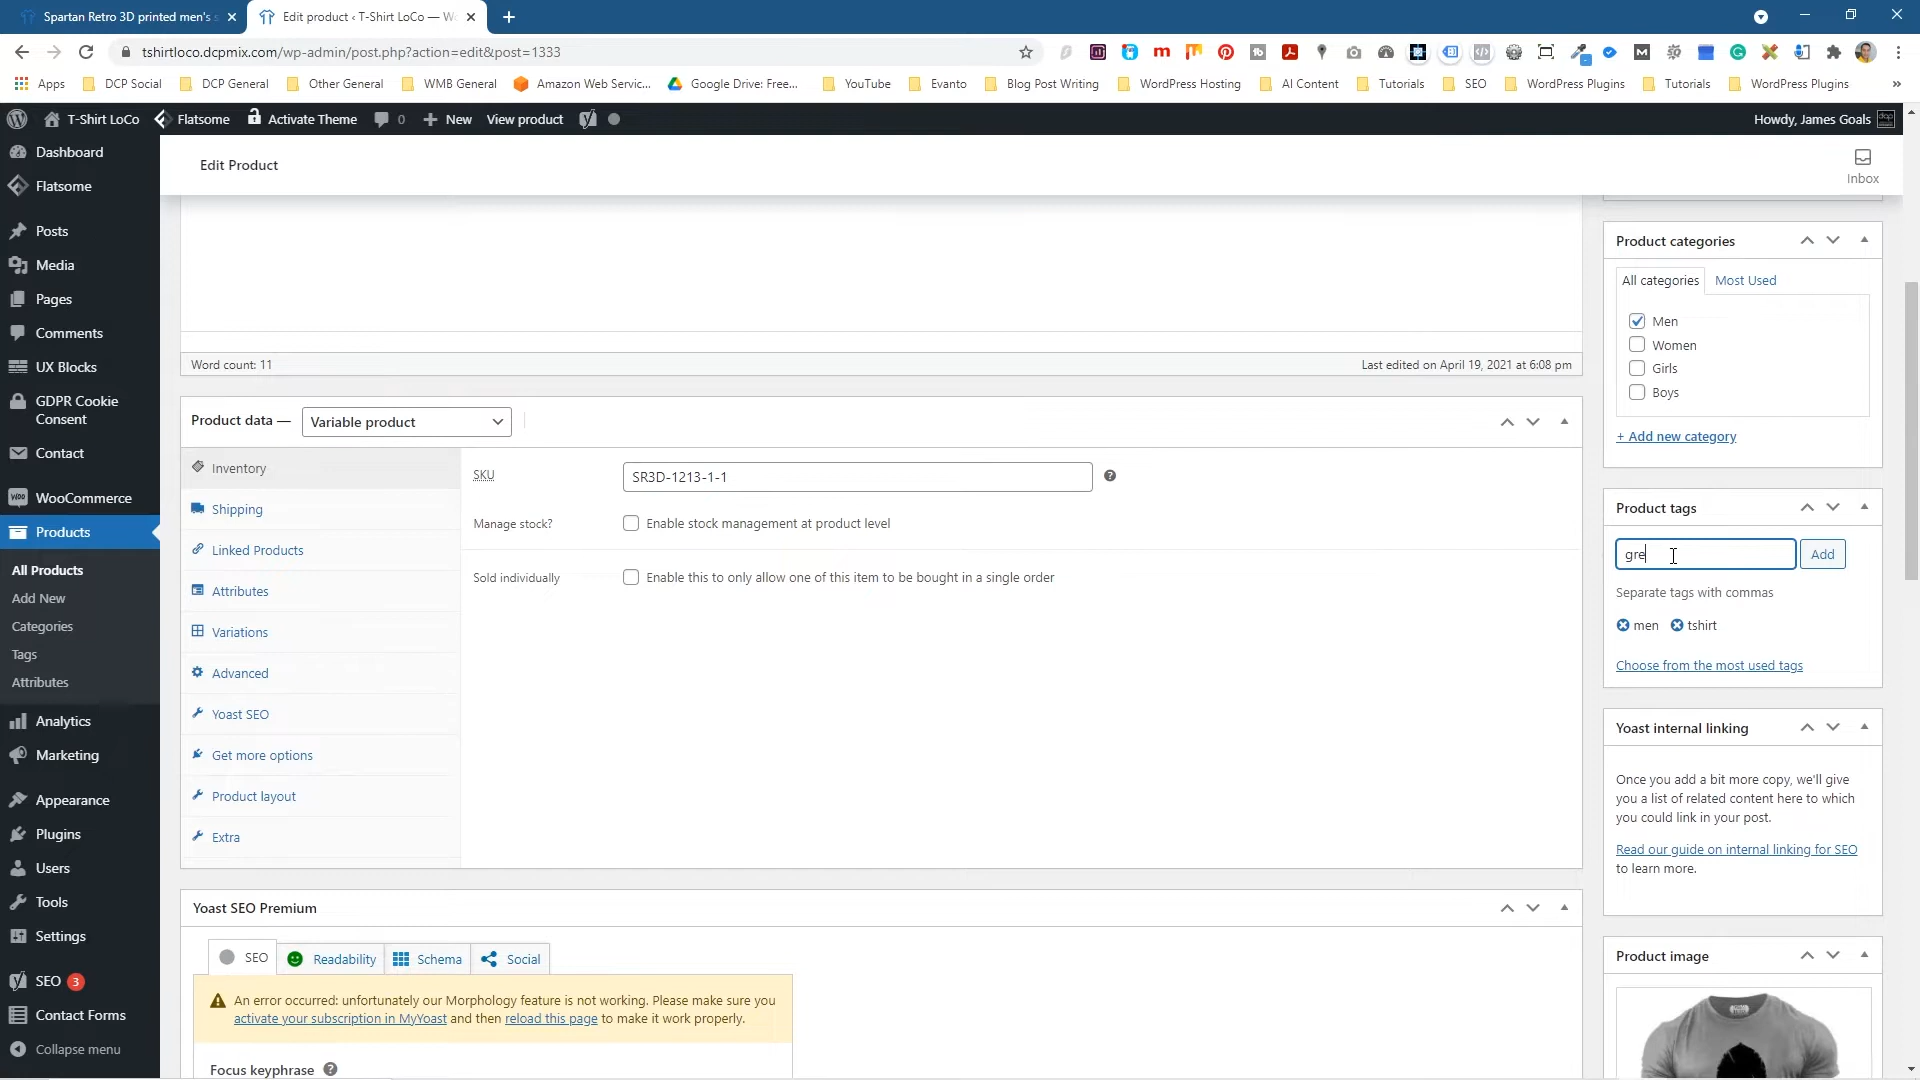 Spartan Retro 3D printed men's s
Edit product ‹ T-Shirt LoCo — Wo
tshirtloco.dcpmix.com/wp-admin/post.php?action=edit&post=1333
Apps
DCP Social
DCP General
Other General
WMB General
Amazon Web Servic...
Google Drive: Free...
YouTube
Evanto
Blog Post Writing
WordPress Hosting
AI Content
Tutorials
SEO
WordPress Plugins
Tutorials
WordPress Plugins
»
T-Shirt LoCo
Flatsome
Activate Theme
0
New
View product
Howdy, James Goals
Dashboard
Flatsome
Posts
Media
Pages
Comments
UX Blocks
GDPR Cookie
Consent
Contact
WooCommerce
Products
All Products
Add New
Categories
Tags
Attributes
Analytics
Marketing
Appearance
Plugins
Users
Tools
Settings
SEO 3
Contact Forms
Collapse menu
Edit Product
Inbox
Word count: 11
Last edited on April 19, 2021 at 6:08 pm
Product data —
Variable product
Inventory
Shipping
Linked Products
Attributes
Variations
Advanced
Yoast SEO
Get more options
Product layout
Extra
SKU
SR3D-1213-1-1
Manage stock?
Enable stock management at product level
Sold individually
Enable this to only allow one of this item to be bought in a single order
Yoast SEO Premium
SEO
Readability
Schema
Social
An error occurred: unfortunately our Morphology feature is not working. Please make sure you
activate your subscription in MyYoast and then reload this page to make it work properly.
Focus keyphrase
Product categories
All categories
Most Used
Men
Women
Girls
Boys
+ Add new category
Product tags
gre
Add
Separate tags with commas
men
tshirt
Choose from the most used tags
Yoast internal linking
Once you add a bit more copy, we'll give
you a list of related content here to which
you could link in your post.
Read our guide on internal linking for SEO
to learn more.
Product image